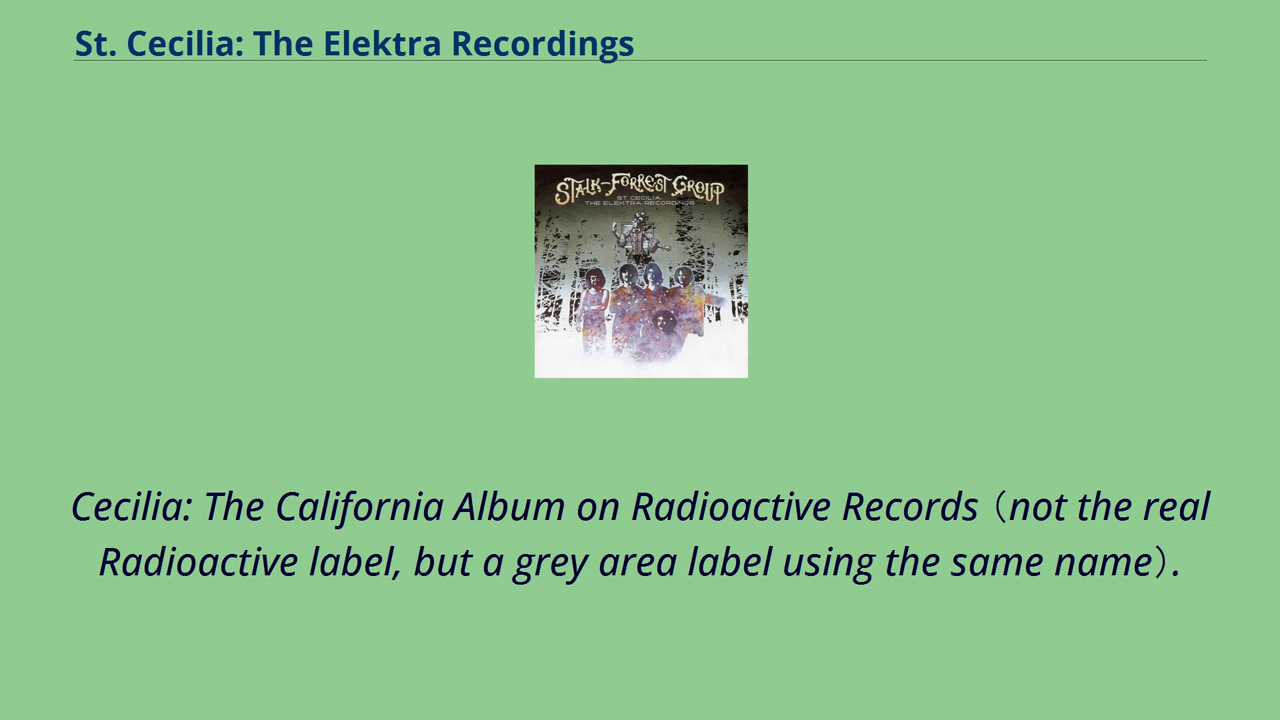 St. Cecilia: The Elektra Recordings
STALK-FORREST GROUP
ST. CECILIA:
THE ELEKTRA RECORDINGS
Cecilia: The California Album on Radioactive Records (not the real
Radioactive label, but a grey area label using the same name).